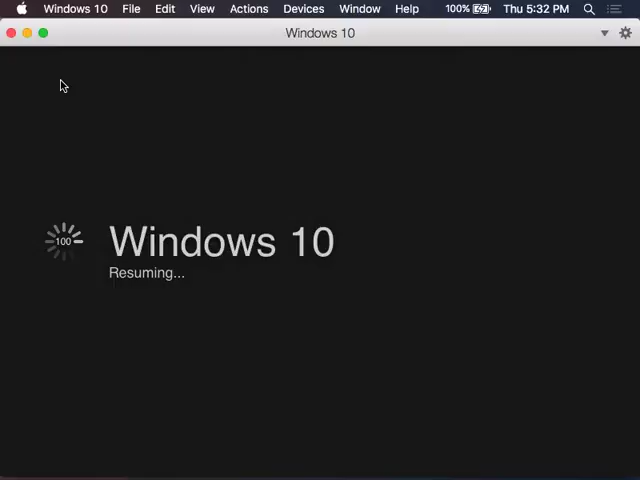 Windows 10 File Edit View Actions Devices Window Help 100% Thu 5:32 PM
Windows 10
100
Windows 10
Resuming...